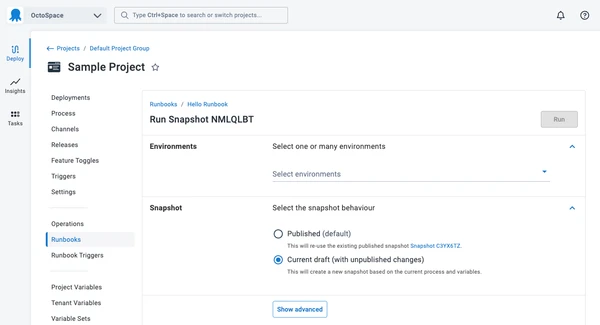 OctoSpace
Type Ctrl+Space to search or switch projects...
Deploy
Insights
Tasks
Projects / Default Project Group
Sample Project
Deployments
Process
Channels
Releases
Feature Toggles
Triggers
Settings
Operations
Runbooks
Runbook Triggers
Project Variables
Tenant Variables
Variable Sets
Runbooks / Hello Runbook
Run Snapshot NMLQLBT
Run
Environments
Select one or many environments
Select environments
Snapshot
Select the snapshot behaviour
Published (default)
This will re-use the existing published snapshot Snapshot C3YX6TZ.
Current draft (with unpublished changes)
This will create a new snapshot based on the current process and variables.
Show advanced